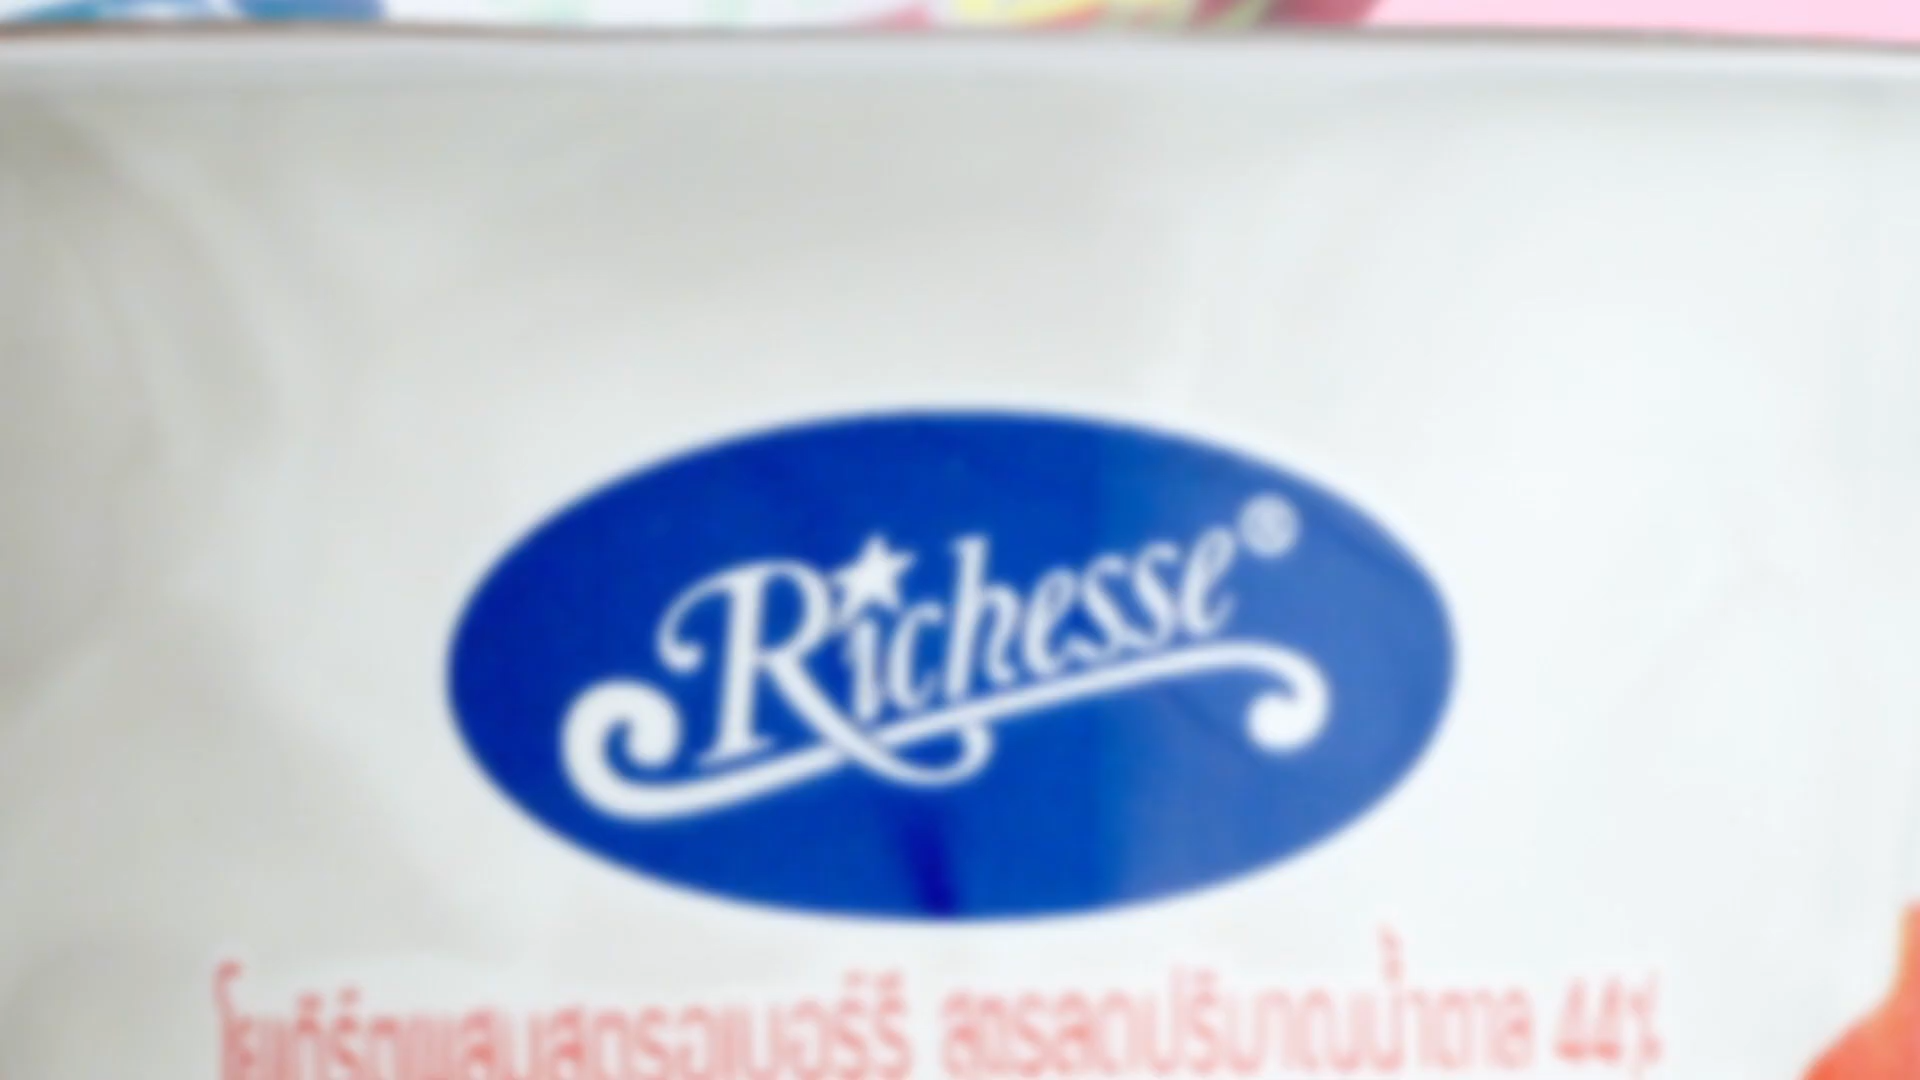 Richesse®
โยเกิร์ตผสมสตรอเบอร์รี่ สูตรลดปริมาณน้ำตาล 44%